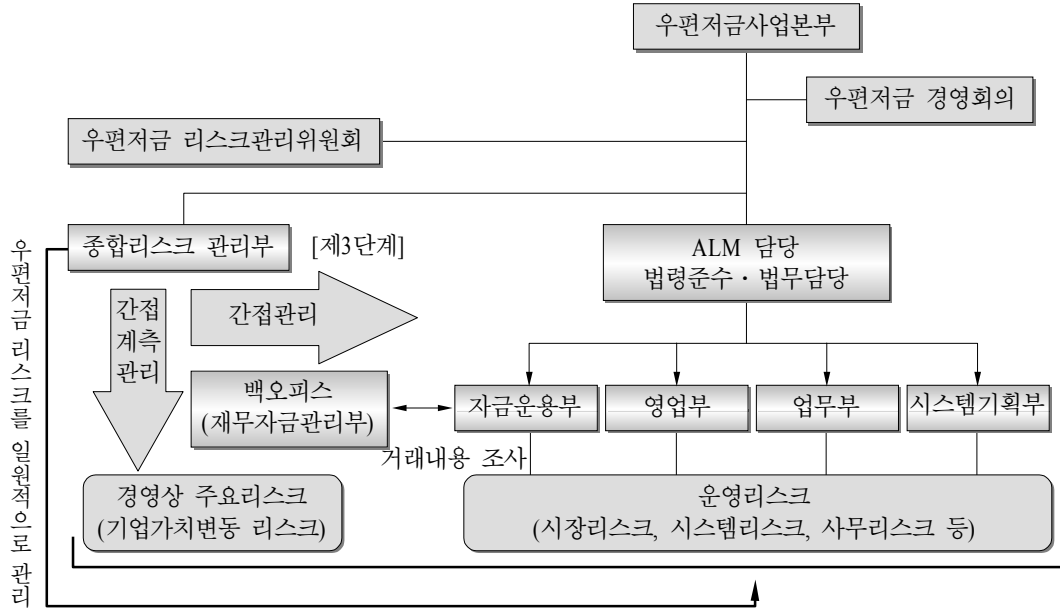 우편저금사업본부
우편저금 경영회의
우편저금 리스크관리위원회
종합리스크 관리부
[제3단계]
ALM 담당
법령준수·법무담당
우편저금 리스크를 일원적으로 관리
간접
계측
관리
간접관리
백오피스
(재무자금관리부)
자금운용부
영업부
업무부
시스템기획부
거래내용 조사
경영상 주요리스크
(기업가치변동 리스크)
운영리스크
(시장리스크, 시스템리스크, 사무리스크 등)